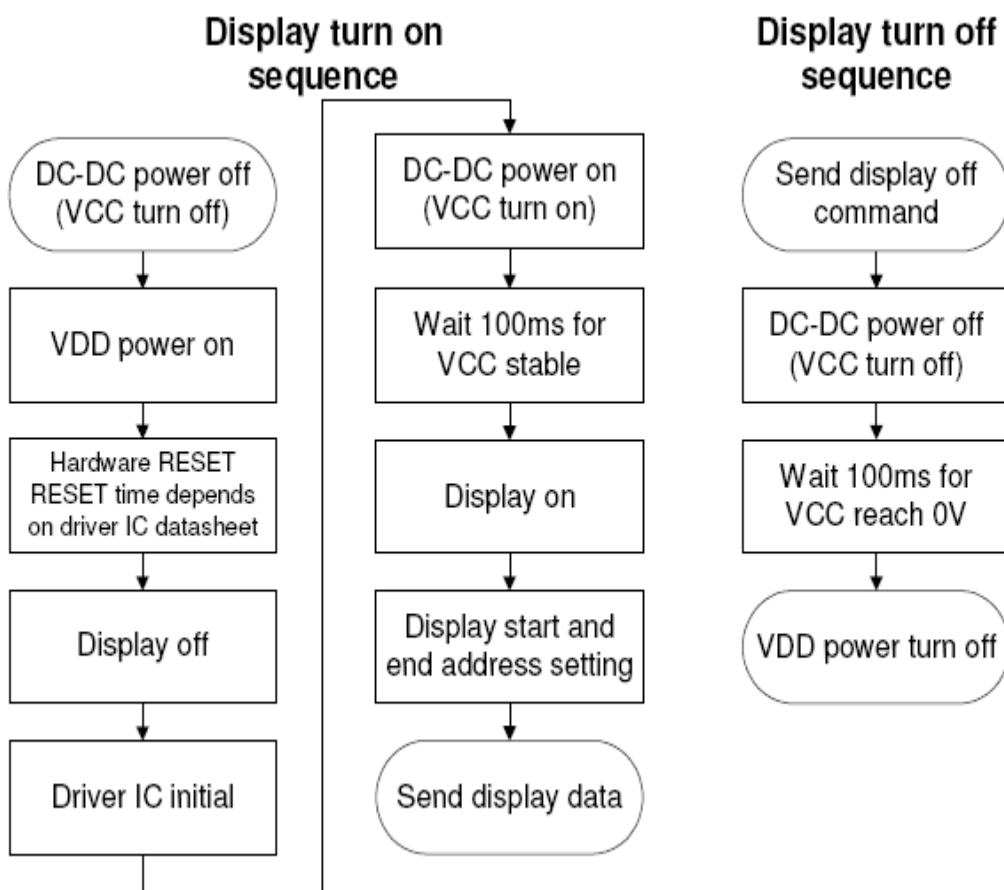 Display turn on
sequence
DC-DC power off
(VCC turn off)
VDD power on
Hardware RESET
RESET time depends
on driver IC datasheet
Display off
Driver IC initial
DC-DC power on
(VCC turn on)
Wait 100ms for
VCC stable
Display on
Display start and
end address setting
Send display data
Display turn off
sequence
Send display off
command
DC-DC power off
(VCC turn off)
Wait 100ms for
VCC reach 0V
VDD power turn off